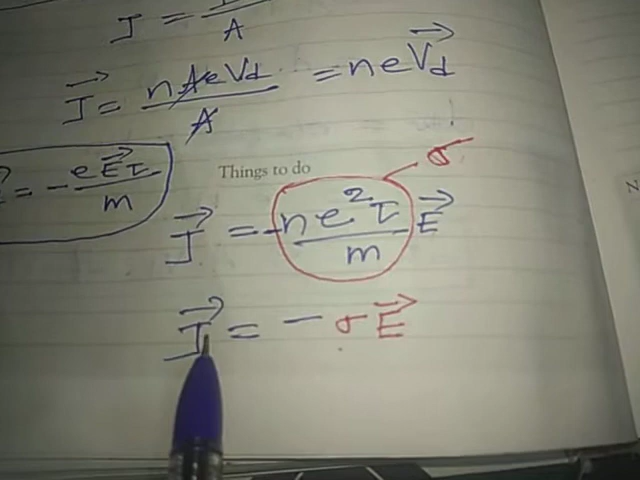 J = I/A
J⃗ = nAeVd/A = neV⃗d
= -eE⃗τ/m
Things to do
σ
J⃗ = -ne²τ/m E⃗
J⃗ = - σE⃗